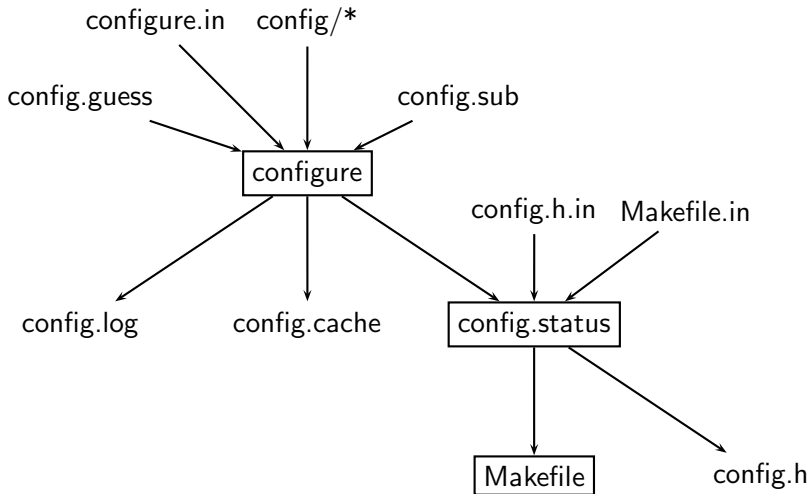 configure.in
config/*
config.guess
config.sub
configure
config.h.in
Makefile.in
config.log
config.cache
config.status
Makefile
config.h